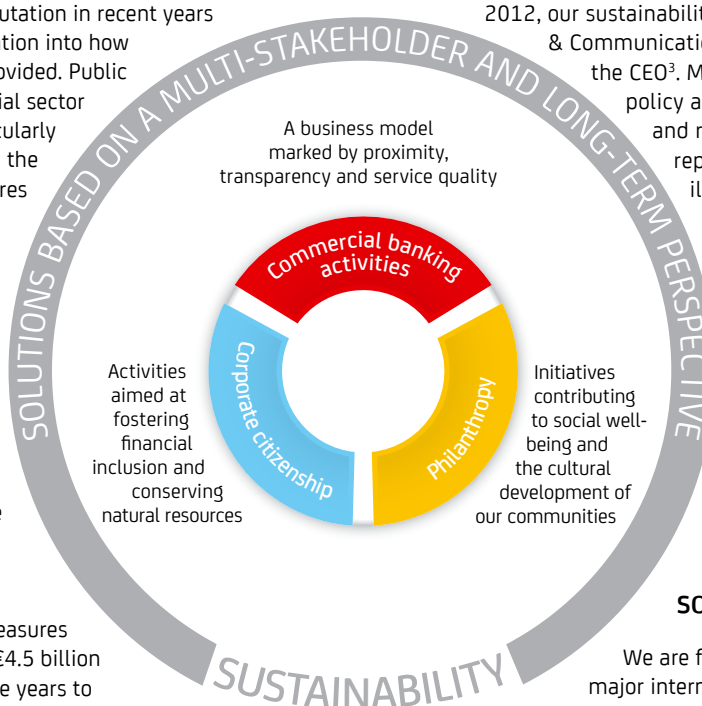 utation in recent years
ation into how
ovided. Public
ial sector
cularly
the
res
2012, our sustainabilit
& Communicatio
the CEO³. M
policy a
and r
rep
il
SOLUTIONS BASED ON A MULTI-STAKEHOLDER AND LONG-TERM PERSPECTIVE
A business model
marked by proximity,
transparency and service quality
Commercial banking
activities
Corporate citizenship
Philanthropy
Activities
aimed at
fostering
financial
inclusion and
conserving
natural resources
Initiatives
contributing
to social well-
being and
the cultural
development of
our communities
e
easures
€4.5 billion
e years to
SUSTAINABILITY
SO
We are f
major intern